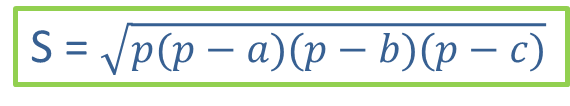 S = √p(p − a)(p − b)(p − c)